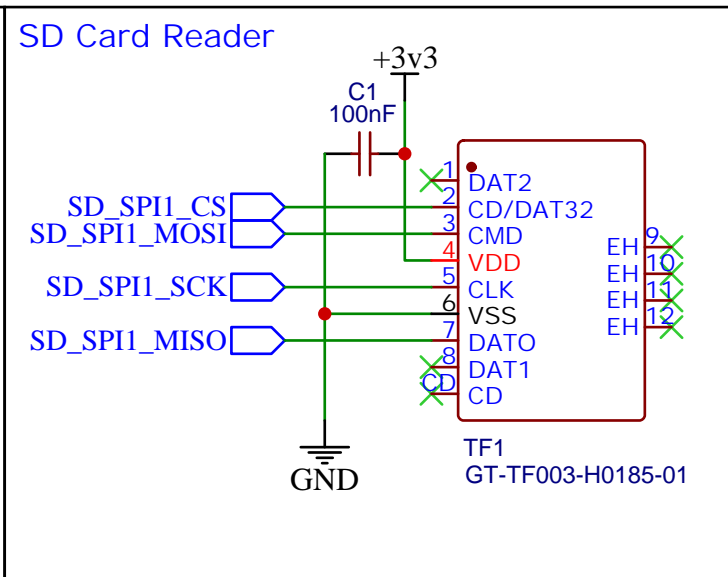 SD Card Reader
+3v3
C1
100nF
1 DAT2
SD_SPI1_CS 2 CD/DAT32
SD_SPI1_MOSI 3 CMD
4 VDD
SD_SPI1_SCK 5 CLK
6 VSS
SD_SPI1_MISO 7 DAT0
8 DAT1
CD CD
EH 9
EH 10
EH 11
EH 12
GND
TF1
GT-TF003-H0185-01